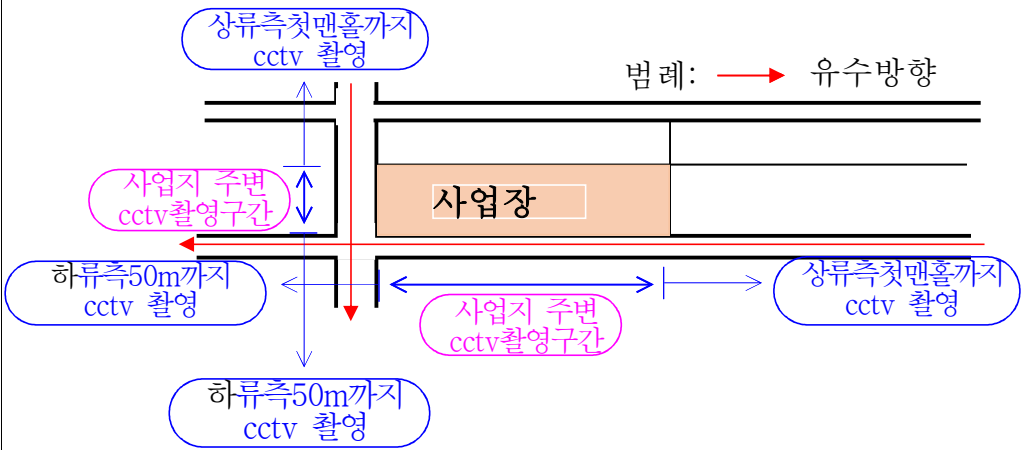 상류측첫맨홀까지
cctv 촬영
범례: 유수방향
사업지 주변
cctv촬영구간
사업장
하류측50m까지
cctv 촬영
사업지 주변
cctv촬영구간
상류측첫맨홀까지
cctv 촬영
하류측50m까지
cctv 촬영